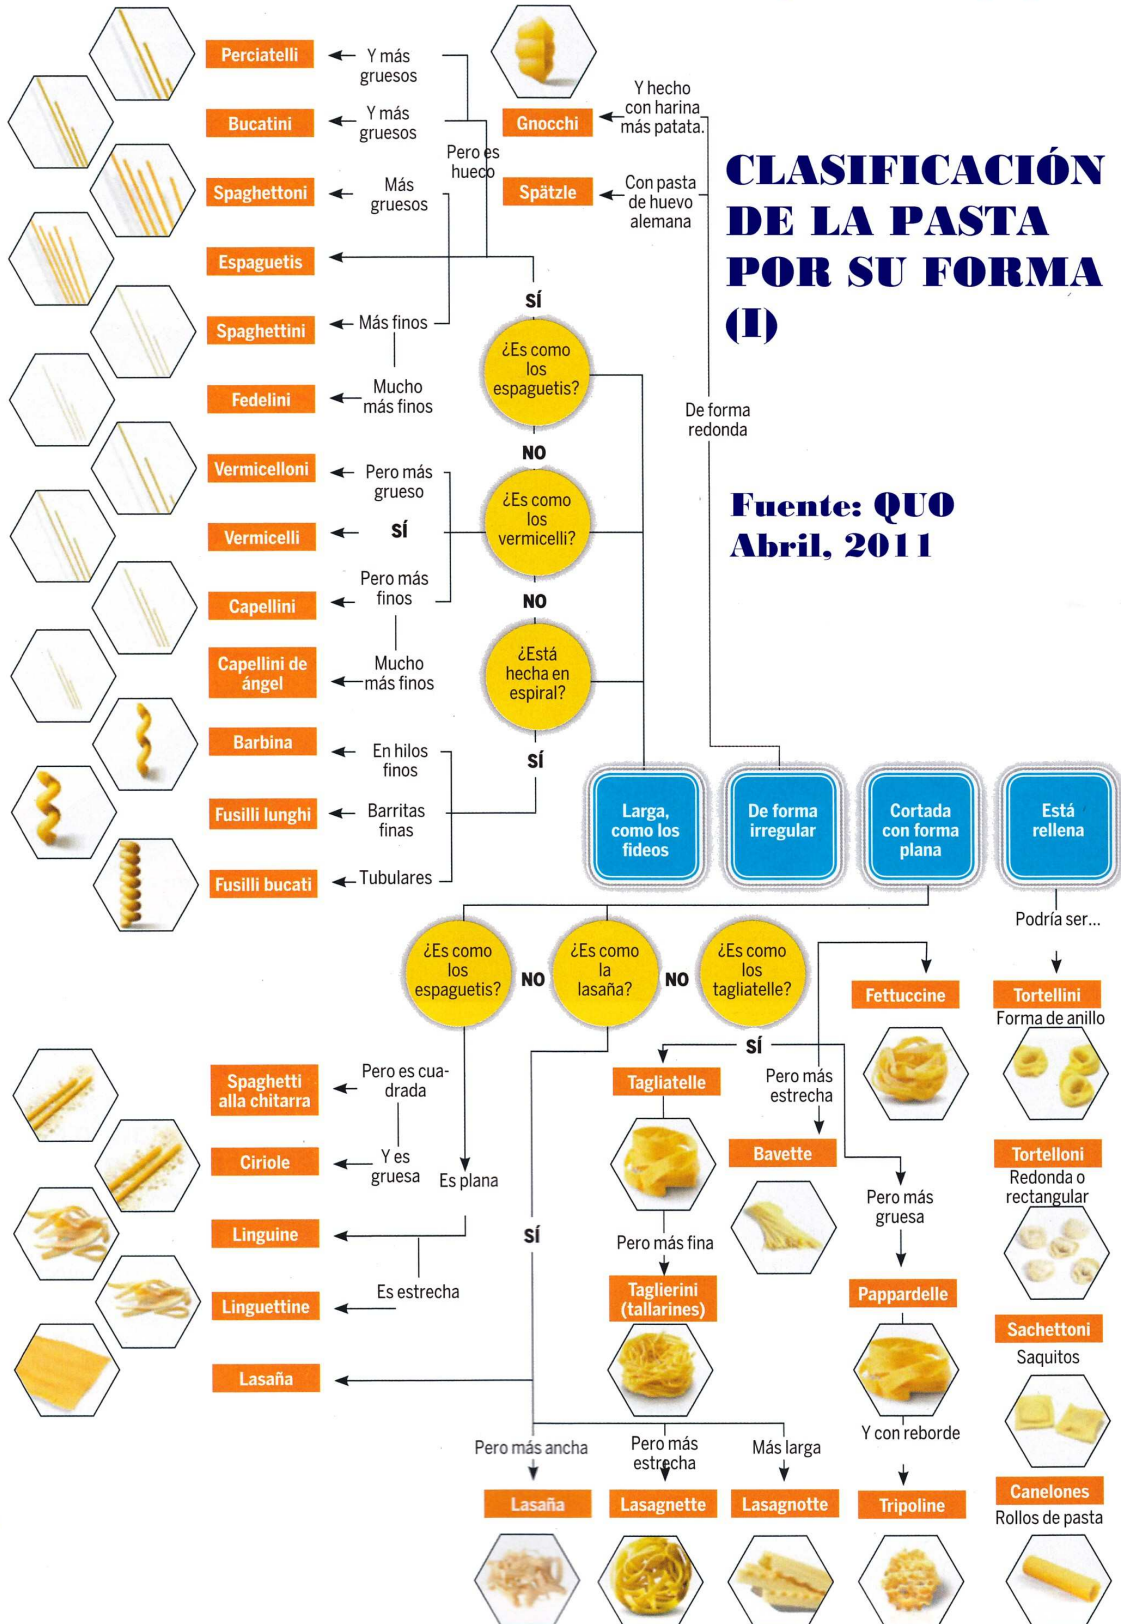 CLASIFICACIÓN
DE LA PASTA
POR SU FORMA
(I)
Fuente: QUO
Abril, 2011
Perciatelli
Y más
gruesos
Bucatini
Y más
gruesos
Pero es
hueco
Spaghettoni
Más
gruesos
Espaguetis
Spaghettini
Más finos
Fedelini
Mucho
más finos
Gnocchi
Y hecho
con harina
más patata.
Spätzle
Con pasta
de huevo
alemana
De forma
redonda
SÍ
¿Es como
los
espaguetis?
NO
Vermicelloni
Pero más
grueso
Vermicelli
SÍ
Capellini
Pero más
finos
Capellini de
ángel
Mucho
más finos
¿Es como
los
vermicelli?
NO
¿Está
hecha en
espiral?
SÍ
Barbina
En hilos
finos
Fusilli lunghi
Barritas
finas
Fusilli bucati
Tubulares
Larga,
como los
fideos
De forma
irregular
Cortada
con forma
plana
Está
rellena
¿Es como
los
espaguetis?
NO
¿Es como
la
lasaña?
NO
¿Es como
los
tagliatelle?
Podría ser...
Spaghetti
alla chitarra
Pero es cua-
drada
Ciriole
Y es
gruesa
Es plana
Linguine
Linguettine
Es estrecha
Lasaña
SÍ
SÍ
Tagliatelle
Pero más fina
Taglierini
(tallarines)
Pero más
estrecha
Bavette
Fettuccine
Pero más
gruesa
Pappardelle
Y con reborde
Tripoline
Pero más ancha
Lasaña
Pero más
estrecha
Lasagnette
Más larga
Lasagnotte
Tortellini
Forma de anillo
Tortelloni
Redonda o
rectangular
Sachettoni
Saquitos
Canelones
Rollos de pasta